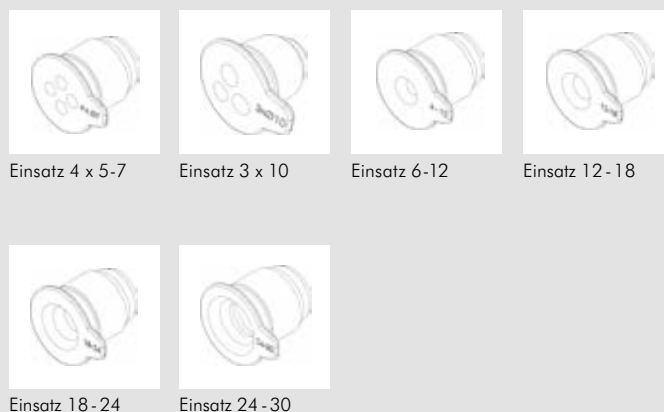 Einsatz 4 x 5-7
Einsatz 3 x 10
Einsatz 6-12
Einsatz 12-18
Einsatz 18-24
Einsatz 24-30